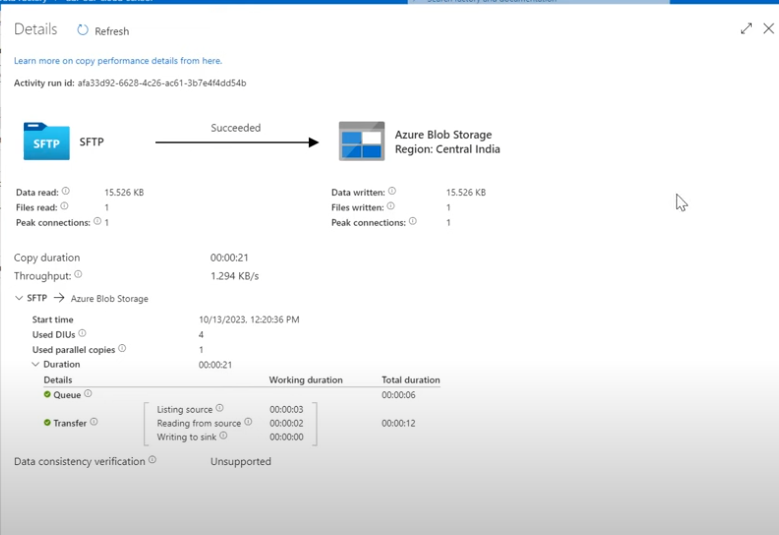 Details
Refresh
Learn more on copy performance details from here.
Activity run id: afa33d92-6628-4c26-ac61-3b7e4f4dd54b
Succeeded
SFTP
SFTP
Azure Blob Storage
Region: Central India
Data read: 15.526 KB
Files read: 1
Peak connections: 1
Data written: 15.526 KB
Files written: 1
Peak connections: 1
Copy duration 00:00:21
Throughput: 1.294 KB/s
SFTP → Azure Blob Storage
Start time 10/13/2023, 12:20:36 PM
Used DIUs 4
Used parallel copies 1
Duration 00:00:21
Details Working duration Total duration
Queue 00:00:06
Listing source 00:00:03
Transfer Reading from source 00:00:02 00:00:12
Writing to sink 00:00:00
Data consistency verification Unsupported